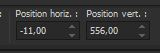 Position horiz. : Position vert. :
-11,00 556,00